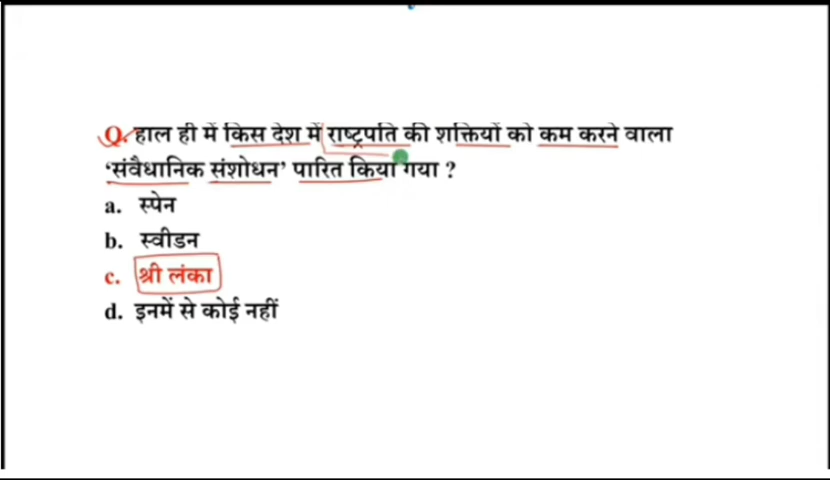 Q. हाल ही में किस देश में राष्ट्रपति की शक्तियों को कम करने वाला
‘संवैधानिक संशोधन’ पारित किया गया ?
a. स्पेन
b. स्वीडन
c. श्री लंका
d. इनमें से कोई नहीं